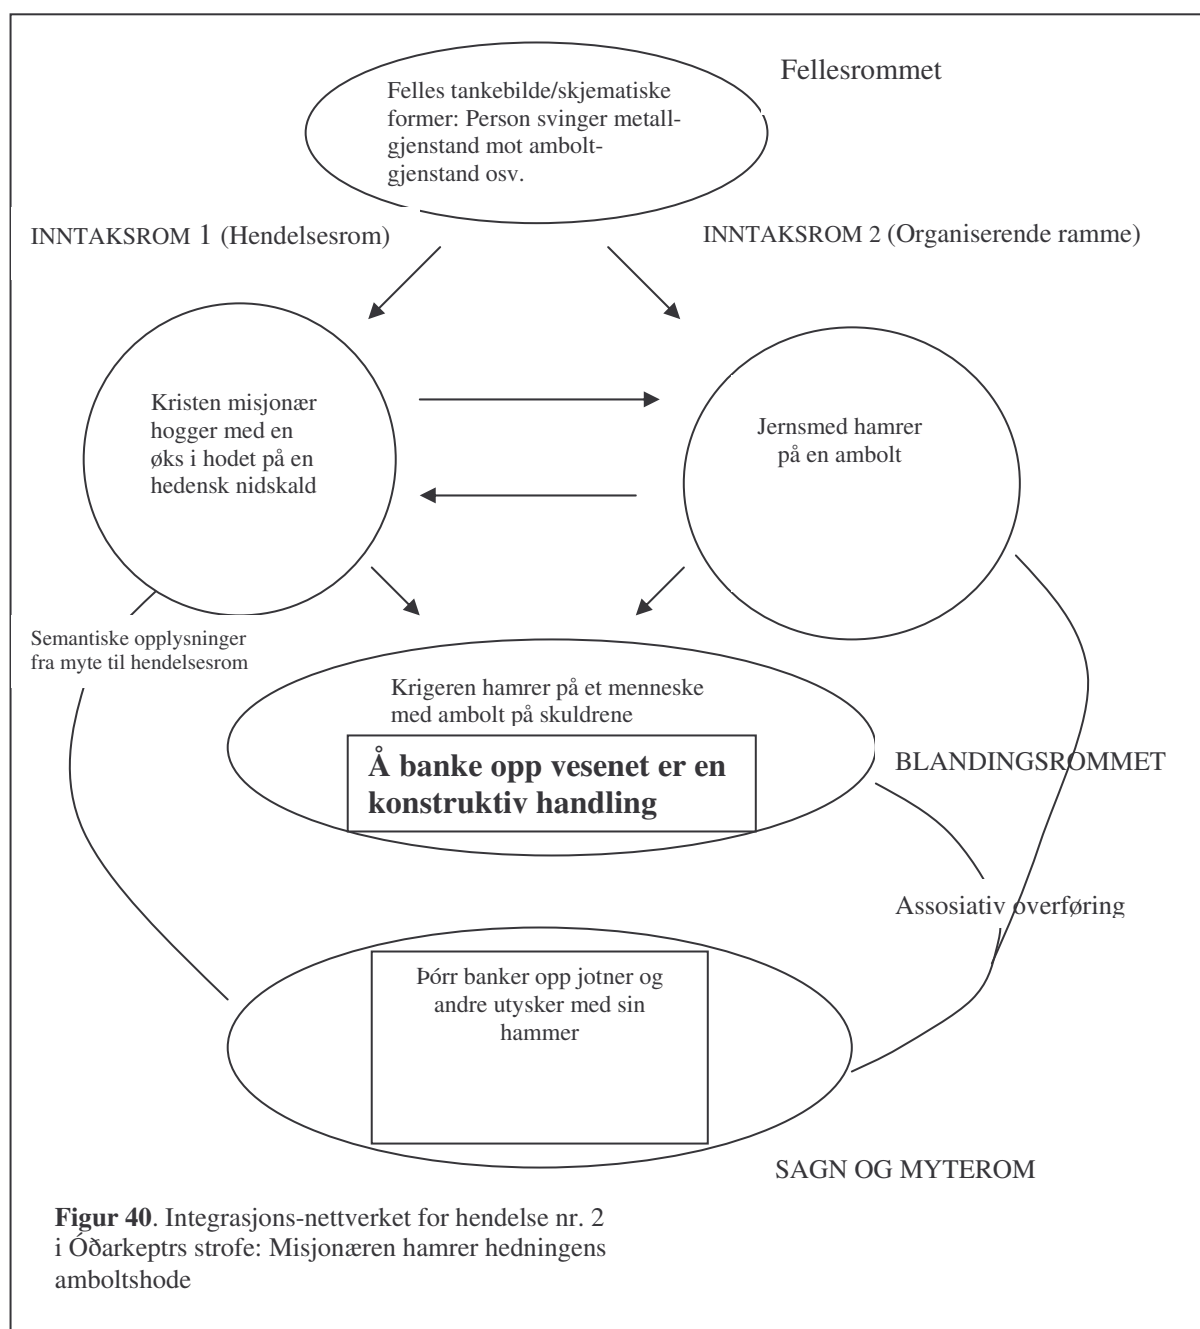 Fellesrommet
Felles tankebilde/skjematiske
former: Person svinger metall-
gjenstand mot ambolt-
gjenstand osv.
INNTAKSROM 1 (Hendelsesrom)
INNTAKSROM 2 (Organiserende ramme)
Kristen misjonær
hogger med en
øks i hodet på en
hedensk nidskald
Jernsmed hamrer
på en ambolt
Semantiske opplysninger
fra myte til hendelsesrom
Krigeren hamrer på et menneske
med ambolt på skuldrene
Å banke opp vesenet er en
konstruktiv handling
BLANDINGSROMMET
Assosiativ overføring
Þórr banker opp jotner og
andre utysker med sin
hammer
SAGN OG MYTEROM
Figur 40. Integrasjons-nettverket for hendelse nr. 2
i Óðarkeptrs strofe: Misjonæren hamrer hedningens
amboltshode